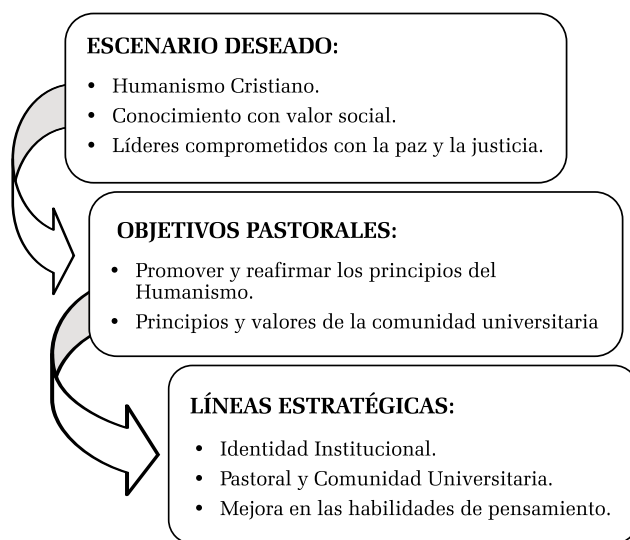 ESCENARIO DESEADO:
• Humanismo Cristiano.
• Conocimiento con valor social.
• Líderes comprometidos con la paz y la justicia.
OBJETIVOS PASTORALES:
• Promover y reafirmar los principios del
Humanismo.
• Principios y valores de la comunidad universitaria
LÍNEAS ESTRATÉGICAS:
• Identidad Institucional.
• Pastoral y Comunidad Universitaria.
• Mejora en las habilidades de pensamiento.